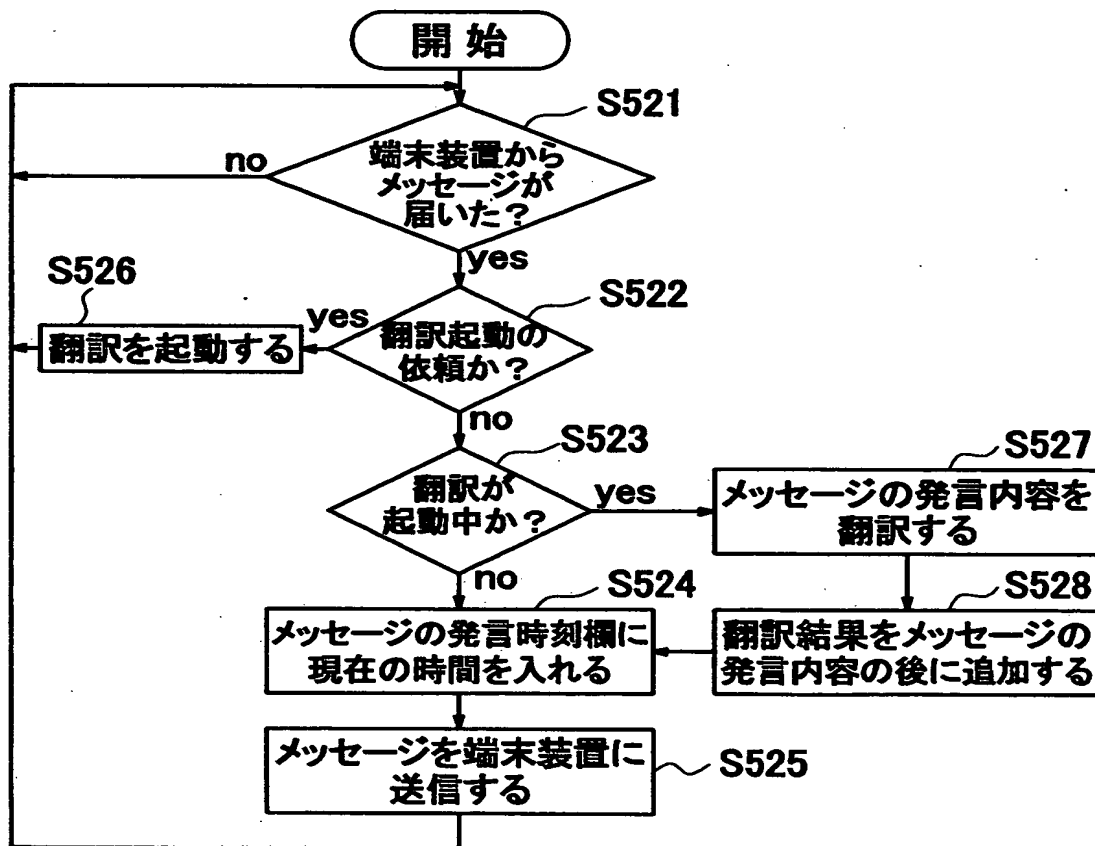 開始
S521
端末装置から
メッセージが
届いた？
no
yes
S526
S522
翻訳を起動する
yes
翻訳起動の
依頼か？
no
S523
翻訳が
起動中か？
yes
S527
メッセージの発言内容を
翻訳する
no
S524
メッセージの発言時刻欄に
現在の時間を入れる
S528
翻訳結果をメッセージの
発言内容の後に追加する
メッセージを端末装置に
送信する
S525